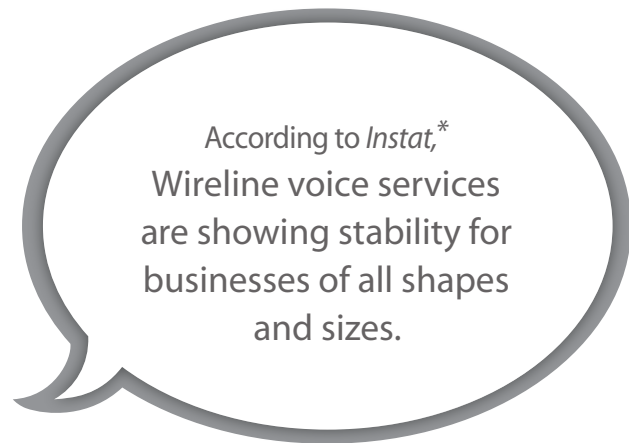 According to Instat,*
Wireline voice services
are showing stability for
businesses of all shapes
and sizes.